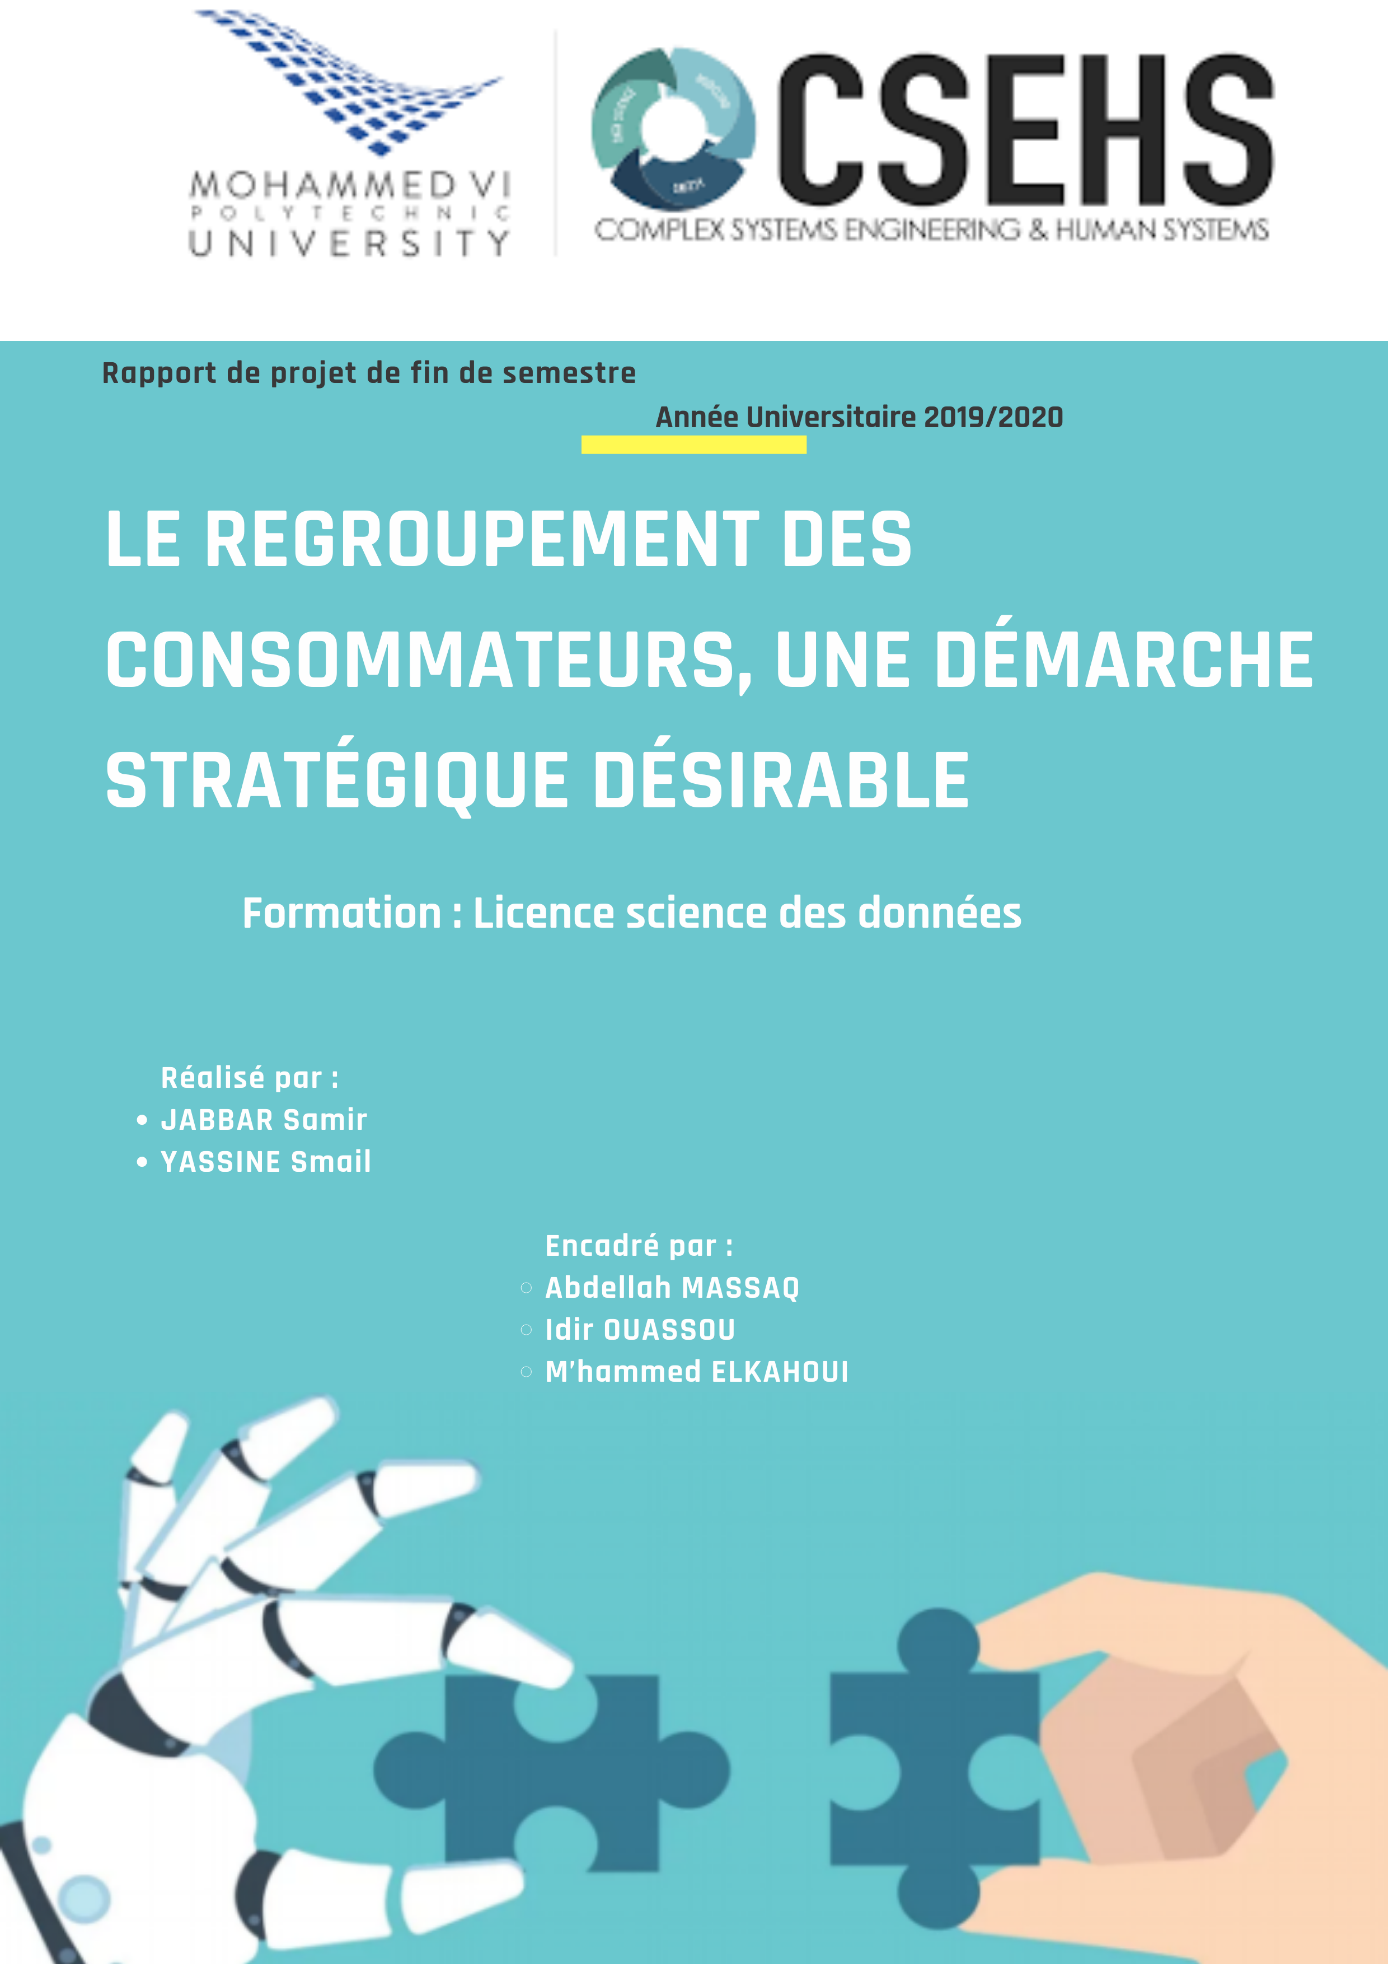 MOHAMMED VI
POLYTECHNIC
UNIVERSITY
CSEHS
COMPLEX SYSTEMS ENGINEERING & HUMAN SYSTEMS
Rapport de projet de fin de semestre
Année Universitaire 2019/2020
LE REGROUPEMENT DES
CONSOMMATEURS, UNE DÉMARCHE
STRATÉGIQUE DÉSIRABLE
Formation : Licence science des données
Réalisé par :
• JABBAR Samir
• YASSINE Smail
Encadré par :
◦ Abdellah MASSAQ
◦ Idir OUASSOU
◦ M'hammed ELKAHOUI